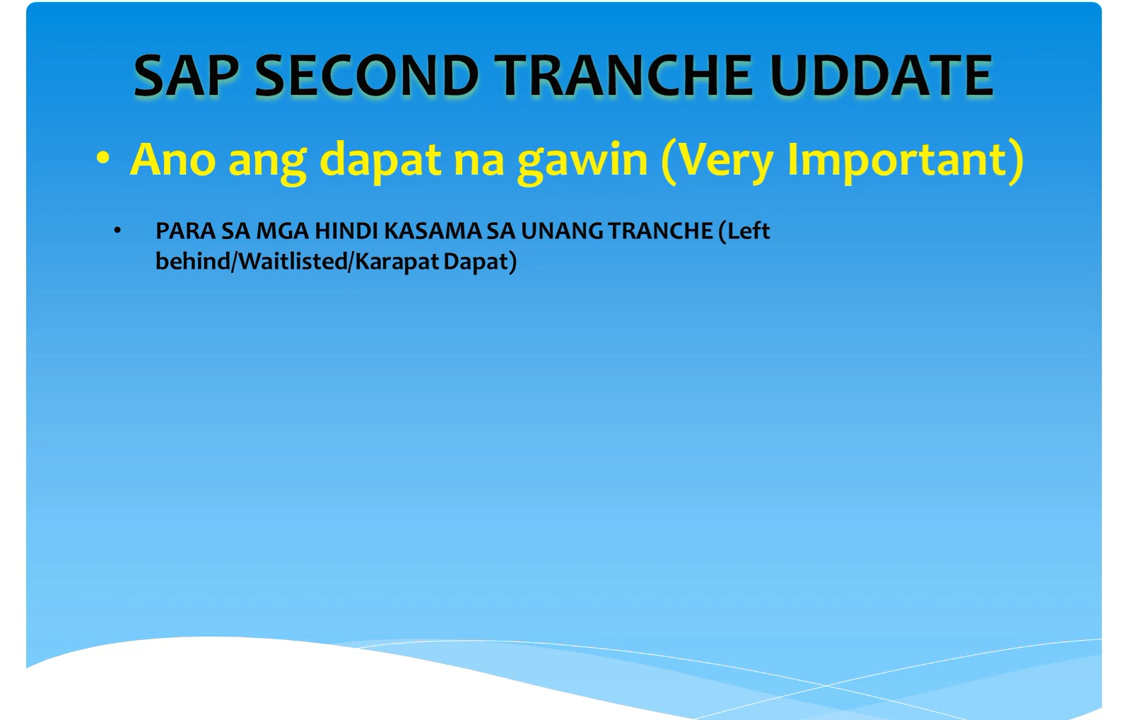 SAP SECOND TRANCHE UDDATE
• Ano ang dapat na gawin (Very Important)
• PARA SA MGA HINDI KASAMA SA UNANG TRANCHE (Left
behind/Waitlisted/Karapat Dapat)